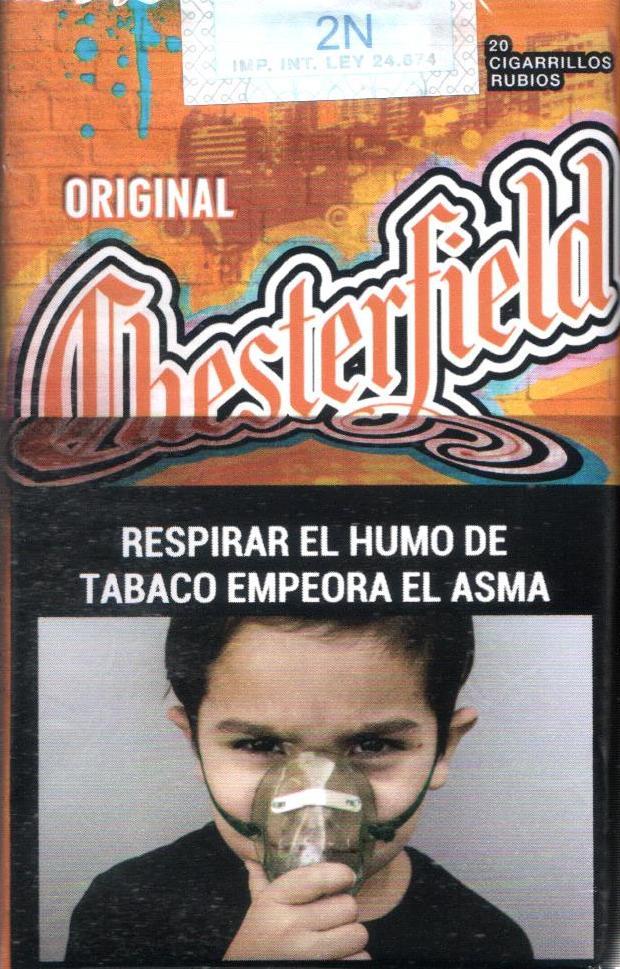 2N
IMP. INT. LEY 24.674
20
CIGARRILLOS
RUBIOS
ORIGINAL
Chesterfield
RESPIRAR EL HUMO DE
TABACO EMPEORA EL ASMA